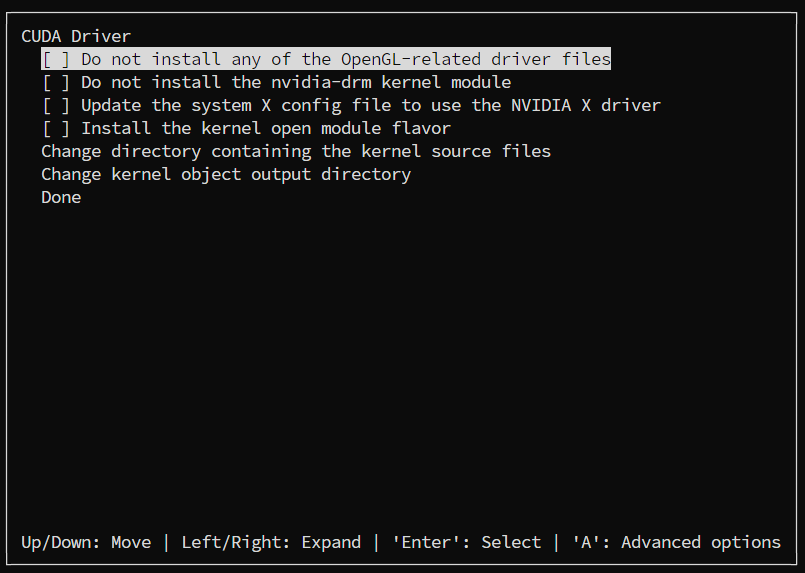 CUDA Driver
[ ] Do not install any of the OpenGL-related driver files
[ ] Do not install the nvidia-drm kernel module
[ ] Update the system X config file to use the NVIDIA X driver
[ ] Install the kernel open module flavor
Change directory containing the kernel source files
Change kernel object output directory
Done
Up/Down: Move | Left/Right: Expand | 'Enter': Select | 'A': Advanced options